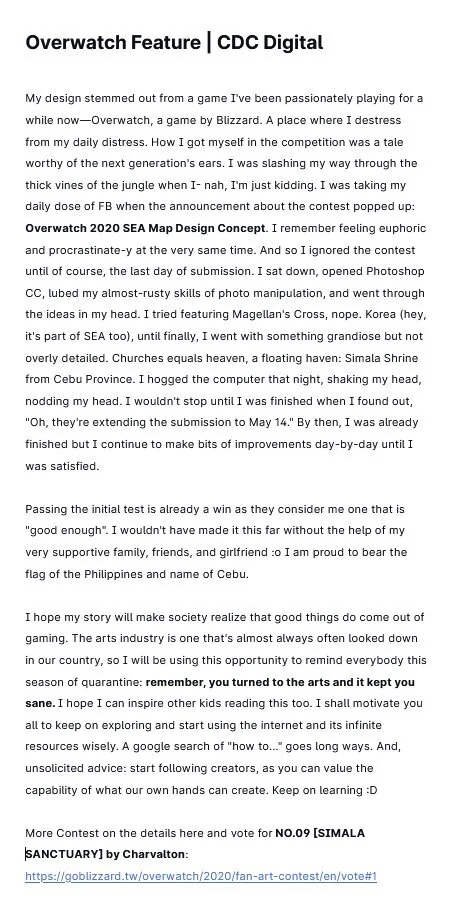 Overwatch Feature | CDC Digital
My design stemmed out from a game I've been passionately playing for a
while now—Overwatch, a game by Blizzard. A place where I destress
from my daily distress. How I got myself in the competition was a tale
worthy of the next generation's ears. I was slashing my way through the
thick vines of the jungle when I- nah, I'm just kidding. I was taking my
daily dose of FB when the announcement about the contest popped up:
Overwatch 2020 SEA Map Design Concept. I remember feeling euphoric
and procrastinate-y at the very same time. And so I ignored the contest
until of course, the last day of submission. I sat down, opened Photoshop
CC, lubed my almost-rusty skills of photo manipulation, and went through
the ideas in my head. I tried featuring Magellan's Cross, nope. Korea (hey,
it's part of SEA too), until finally, I went with something grandiose but not
overly detailed. Churches equals heaven, a floating haven: Simala Shrine
from Cebu Province. I hogged the computer that night, shaking my head,
nodding my head. I wouldn't stop until I was finished when I found out,
"Oh, they're extending the submission to May 14." By then, I was already
finished but I continue to make bits of improvements day-by-day until I
was satisfied.
Passing the initial test is already a win as they consider me one that is
"good enough". I wouldn't have made it this far without the help of my
very supportive family, friends, and girlfriend :o I am proud to bear the
flag of the Philippines and name of Cebu.
I hope my story will make society realize that good things do come out of
gaming. The arts industry is one that's almost always often looked down
in our country, so I will be using this opportunity to remind everybody this
season of quarantine: remember, you turned to the arts and it kept you
sane. I hope I can inspire other kids reading this too. I shall motivate you
all to keep on exploring and start using the internet and its infinite
resources wisely. A google search of "how to..." goes long ways. And,
unsolicited advice: start following creators, as you can value the
capability of what our own hands can create. Keep on learning :D
More Contest on the details here and vote for NO.09 [SIMALA
SANCTUARY] by Charvalton:
https://goblizzard.tw/overwatch/2020/fan-art-contest/en/vote#1